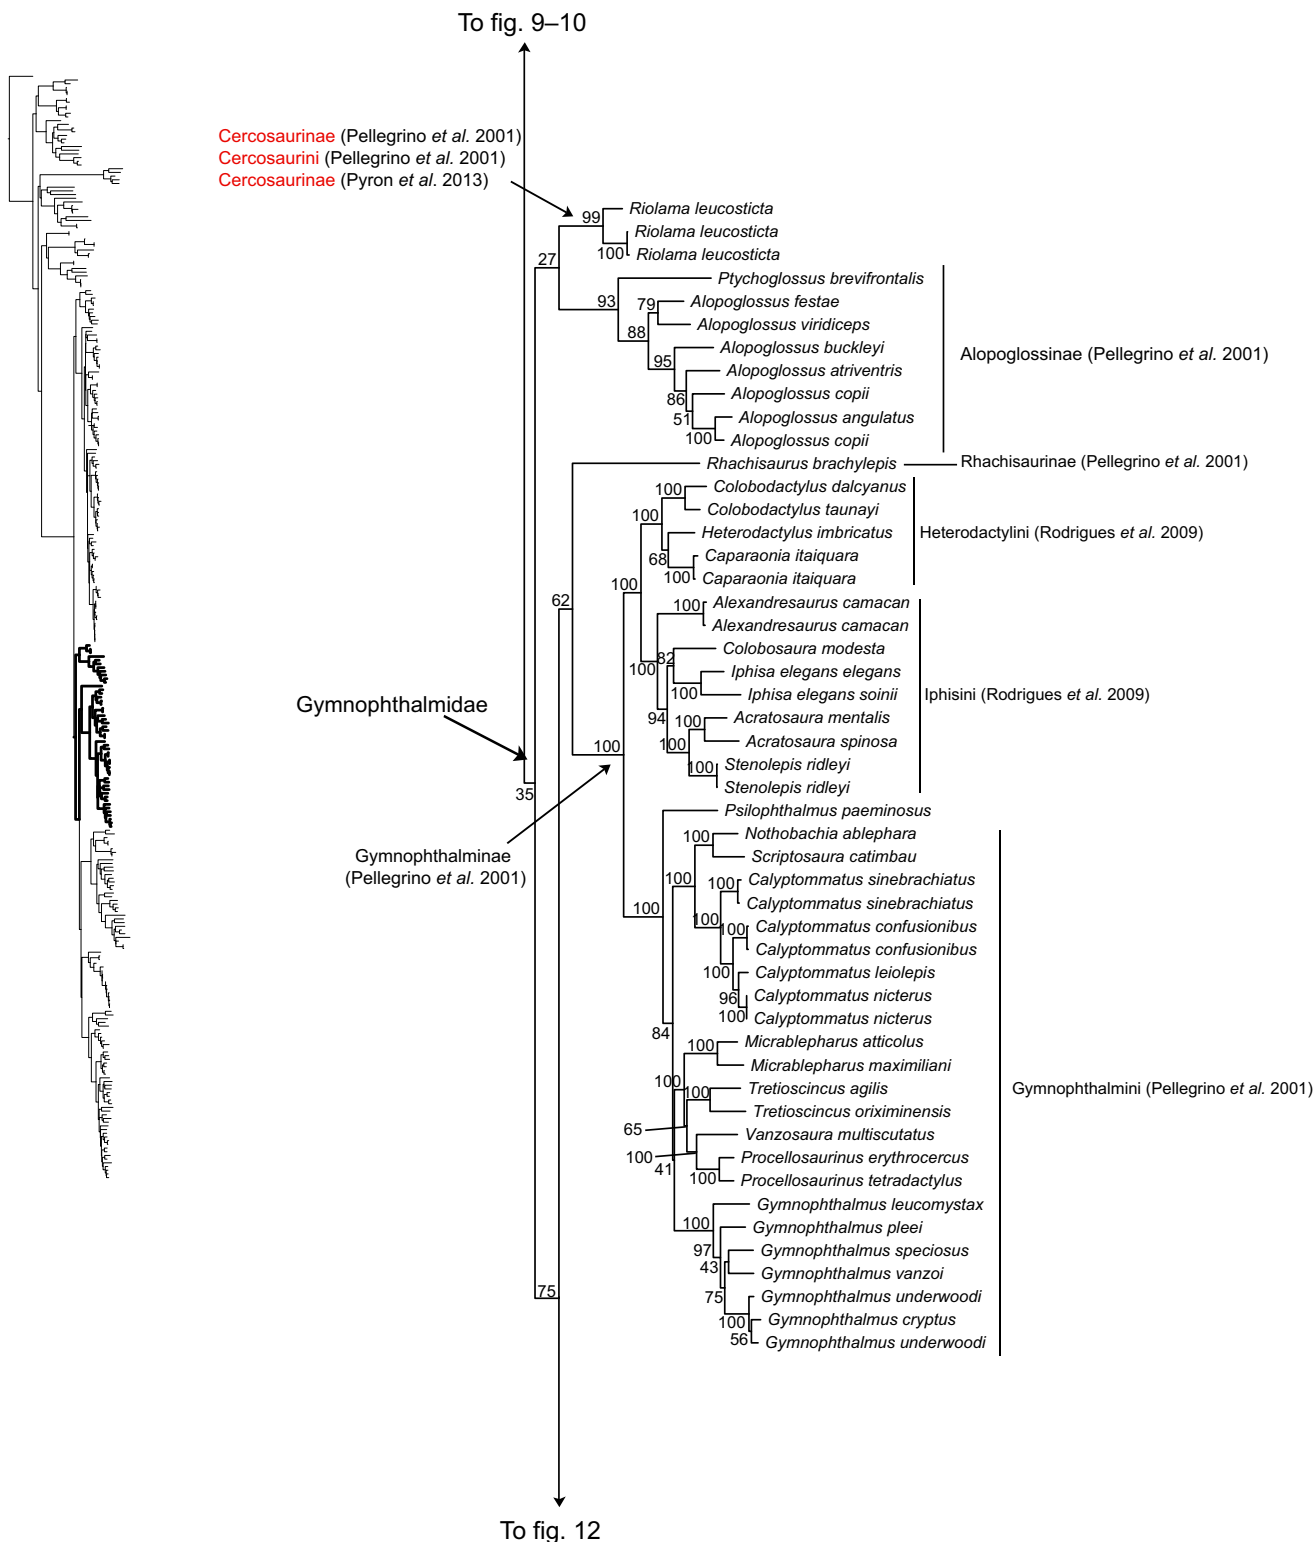 To fig. 9–10
Cercosaurinae (Pellegrino et al. 2001)
Cercosaurini (Pellegrino et al. 2001)
Cercosaurinae (Pyron et al. 2013)
99
Riolama leucosticta
Riolama leucosticta
100
Riolama leucosticta
27
Ptychoglossus brevifrontalis
93
79
Alopoglossus festae
88
Alopoglossus viridiceps
95
Alopoglossus buckleyi
Alopoglossinae (Pellegrino et al. 2001)
Alopoglossus atriventris
86
Alopoglossus copii
51
Alopoglossus angulatus
100
Alopoglossus copii
Rhachisaurus brachylepis
Rhachisaurinae (Pellegrino et al. 2001)
100
Colobodactylus dalcyanus
100
Colobodactylus taunayi
Heterodactylus imbricatus
Heterodactylini (Rodrigues et al. 2009)
68
Caparaonia itaiquara
100
Caparaonia itaiquara
100
62
100
Alexandresaurus camacan
Alexandresaurus camacan
82
Colobosaura modesta
100
Iphisa elegans elegans
100
Iphisa elegans soinii
Iphisini (Rodrigues et al. 2009)
94
100
Acratosaura mentalis
100
Acratosaura spinosa
100
Stenolepis ridleyi
Stenolepis ridleyi
Gymnophthalmidae
100
35
Psilophthalmus paeminosus
Gymnophthalminae
(Pellegrino et al. 2001)
100
Nothobachia ablephara
Scriptosaura catimbau
100
100
Calyptommatus sinebrachiatus
Calyptommatus sinebrachiatus
100
100
100
Calyptommatus confusionibus
Calyptommatus confusionibus
100
Calyptommatus leiolepis
96
Calyptommatus nicterus
100
Calyptommatus nicterus
84
100
Micrablepharus atticolus
Micrablepharus maximiliani
100
100
Tretioscincus agilis
Gymnophthalmini (Pellegrino et al. 2001)
Tretioscincus oriximinensis
65
Vanzosaura multiscutatus
100
Procellosaurinus erythrocercus
41
100
Procellosaurinus tetradactylus
Gymnophthalmus leucomystax
100
Gymnophthalmus pleei
97
Gymnophthalmus speciosus
43
Gymnophthalmus vanzoi
75
75
Gymnophthalmus underwoodi
100
Gymnophthalmus cryptus
56
Gymnophthalmus underwoodi
To fig. 12